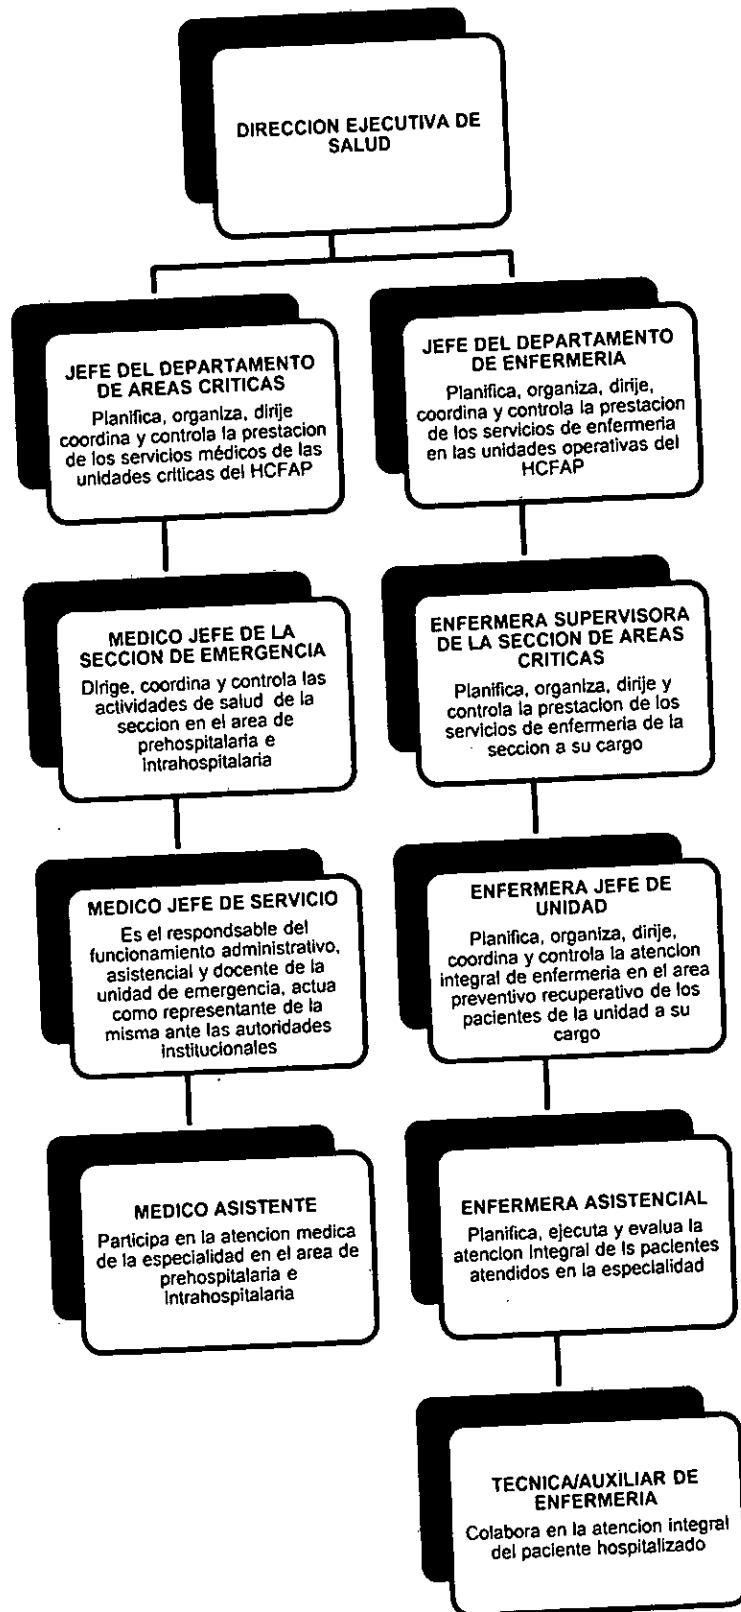 DIRECCION EJECUTIVA DE
SALUD
JEFE DEL DEPARTAMENTO
DE AREAS CRITICAS
Planifica, organiza, dirije
coordina y controla la prestacion
de los servicios médicos de las
unidades criticas del HCFAP
JEFE DEL DEPARTAMENTO
DE ENFERMERIA
Planifica, organiza, dirije,
coordina y controla la prestacion
de los servicios de enfermeria
en las unidades operativas del
HCFAP
MEDICO JEFE DE LA
SECCION DE EMERGENCIA
Dirige, coordina y controla las
actividades de salud de la
seccion en el area de
prehospitalaria e
intrahospitalaria
ENFERMERA SUPERVISORA
DE LA SECCION DE AREAS
CRITICAS
Planifica, organiza, dirije y
controla la prestacion de los
servicios de enfermeria de la
seccion a su cargo
MEDICO JEFE DE SERVICIO
Es el respondsable del
funcionamiento administrativo,
asistencial y docente de la
unidad de emergencia, actua
como representante de la
misma ante las autoridades
institucionales
ENFERMERA JEFE DE
UNIDAD
Planifica, organiza, dirije,
coordina y controla la atencion
integral de enfermeria en el area
preventivo recuperativo de los
pacientes de la unidad a su
cargo
MEDICO ASISTENTE
Participa en la atencion medica
de la especialidad en el area de
prehospitalaria e
intrahospitalaria
ENFERMERA ASISTENCIAL
Planifica, ejecuta y evalua la
atencion integral de ls pacientes
atendidos en la especialidad
TECNICA/AUXILIAR DE
ENFERMERIA
Colabora en la atencion integral
del paciente hospitalizado